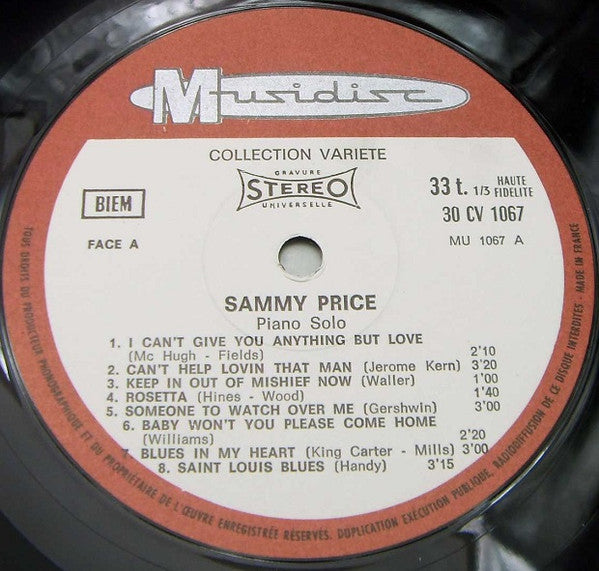 Musidisc
COLLECTION VARIETE
GRAVURE
STEREO
UNIVERSELLE
BIEM
33 t. 1/3 HAUTE FIDELITE
30 CV 1067
FACE A
MU 1067 A
SAMMY PRICE
Piano Solo
1. I CAN'T GIVE YOU ANYTHING BUT LOVE
(Mc Hugh - Fields) 2'10
2. CAN'T HELP LOVIN THAT MAN (Jerome Kern) 3'20
3. KEEP IN OUT OF MISHIEF NOW (Waller) 1'00
4. ROSETTA (Hines - Wood) 1'40
5. SOMEONE TO WATCH OVER ME (Gershwin) 3'00
6. BABY WON'T YOU PLEASE COME HOME
(Williams) 2'20
7. BLUES IN MY HEART (King Carter - Mills) 3'00
8. SAINT LOUIS BLUES (Handy) 3'15
TOUS DROITS DU PRODUCTEUR PHONOGRAPHIQUE ET DU PROPRIETAIRE DE L'ŒUVRE ENREGISTRÉE RÉSERVÉS. DUPLICATION EXÉCUTION PUBLIQUE, RADIODIFFUSION DE CE DISQUE INTERDITES - MADE IN FRANCE